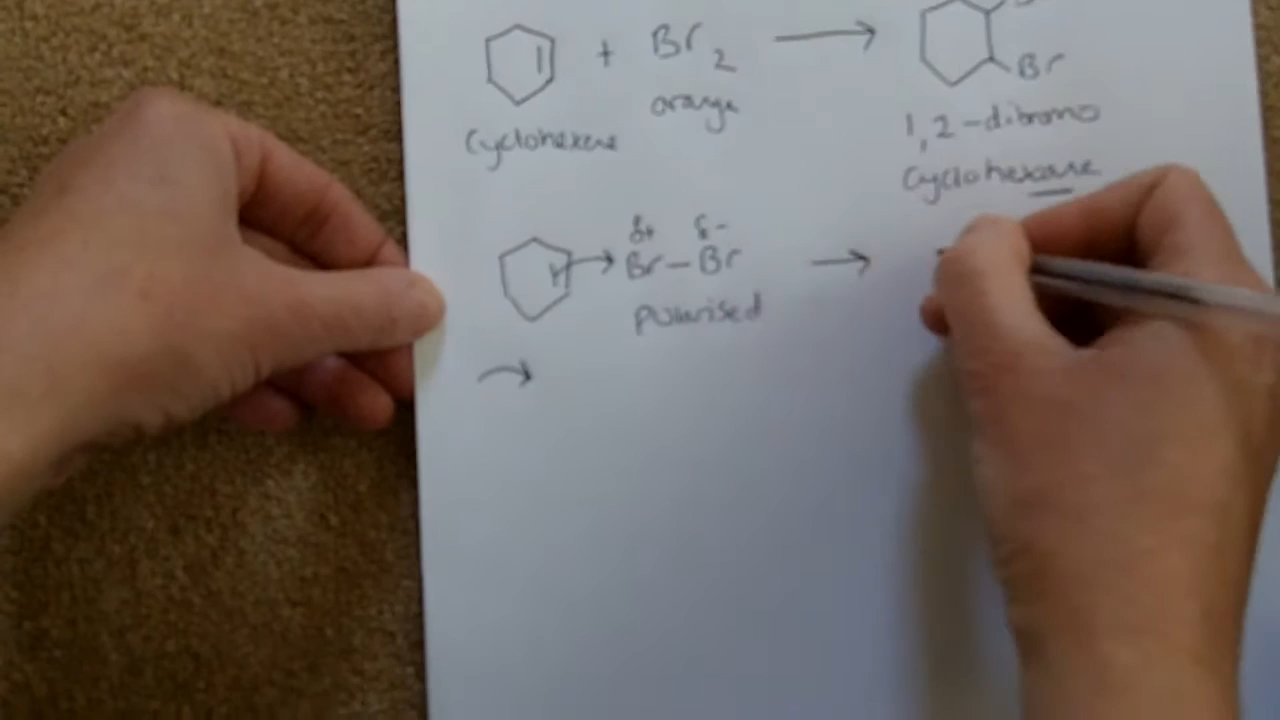 + Br2 Br
orange
Cyclohexene
1,2-dibromo
cyclohexane
δ+ δ-
Br-Br
polarised